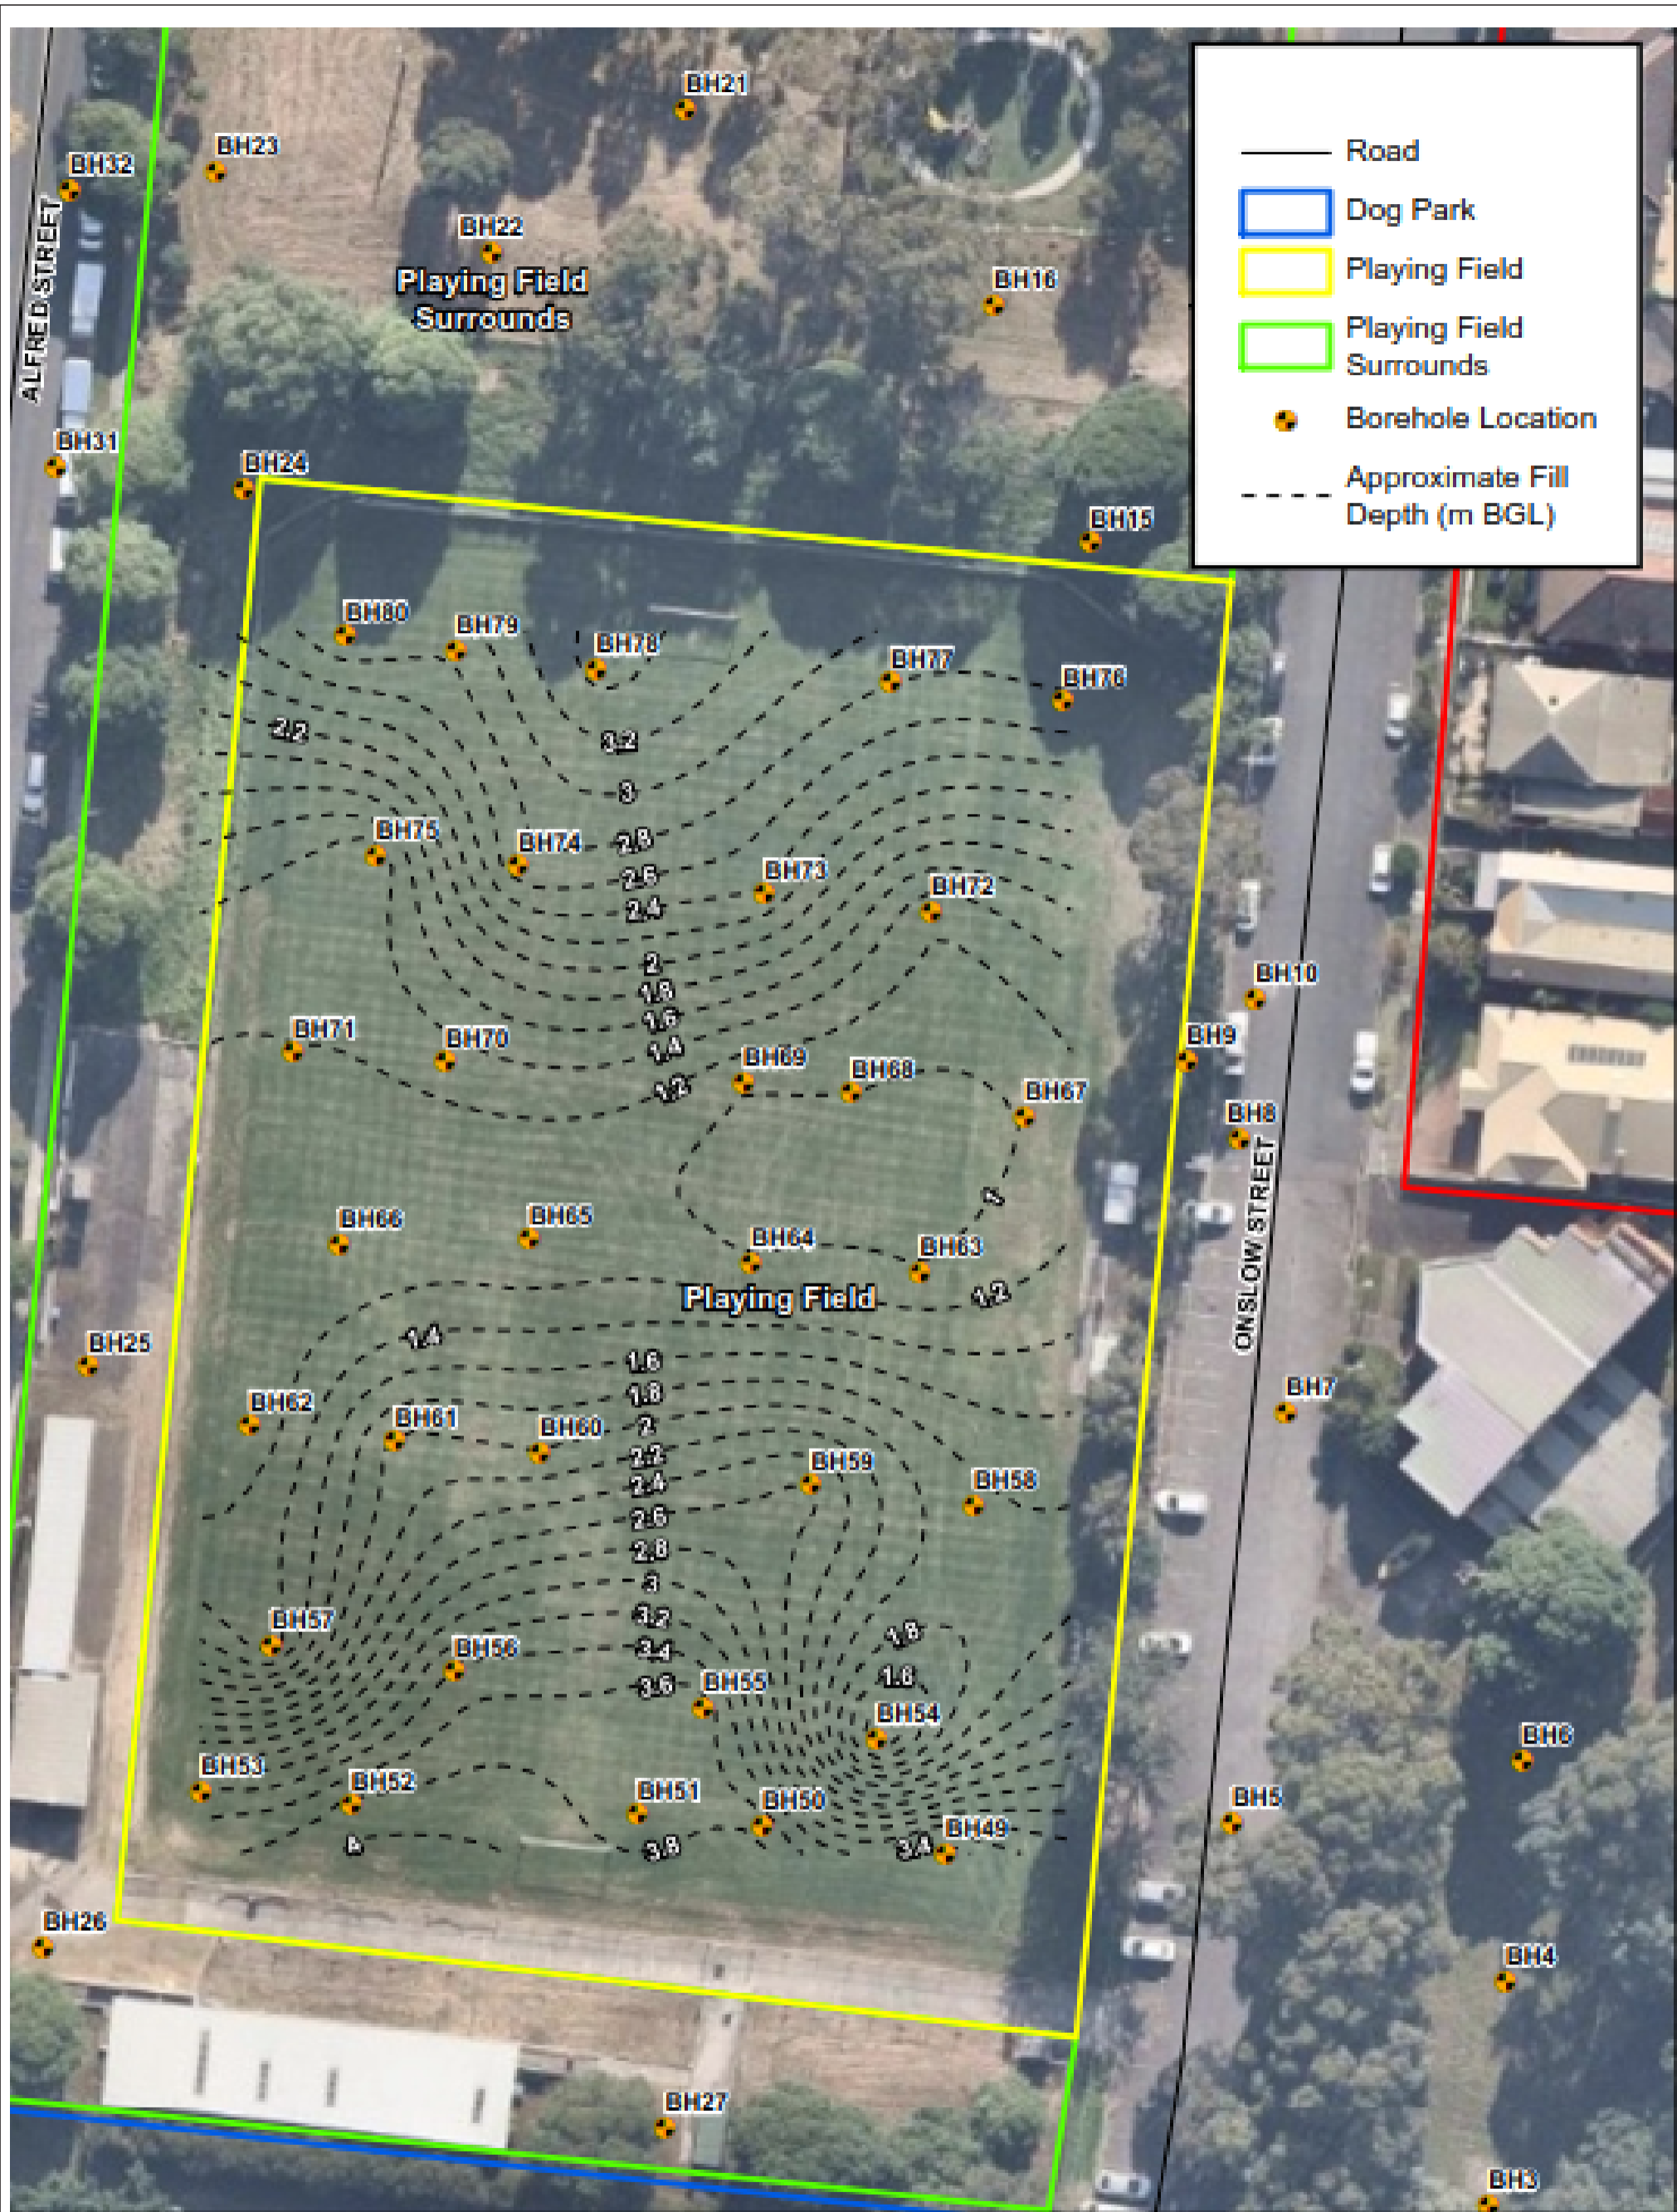 BH21
BH23
BH32
BH22
Playing Field
Surrounds
BH16
ALFRED STREET
Road
Dog Park
Playing Field
Playing Field
Surrounds
Borehole Location
Approximate Fill
Depth (m BGL)
BH31
BH24
BH15
BH80
BH79
BH78
BH77
BH76
2.2
3.2
3
BH75
BH74
2.8
2.6
BH73
BH72
2.4
2
1.8
1.6
1.4
1.2
BH10
BH9
BH71
BH70
BH69
BH68
BH67
BH8
ONSLOW STREET
BH66
BH65
BH64
BH63
Playing Field
1.2
BH25
1.4
1.6
1.8
BH7
BH62
BH61
BH60
2
2.2
2.4
BH59
BH58
2.6
2.8
3
3.2
3.4
3.6
BH57
BH56
BH55
1.8
1.6
BH54
BH6
BH53
BH52
BH51
BH50
BH5
BH49
4
3.8
3.4
BH26
BH4
BH27
BH3